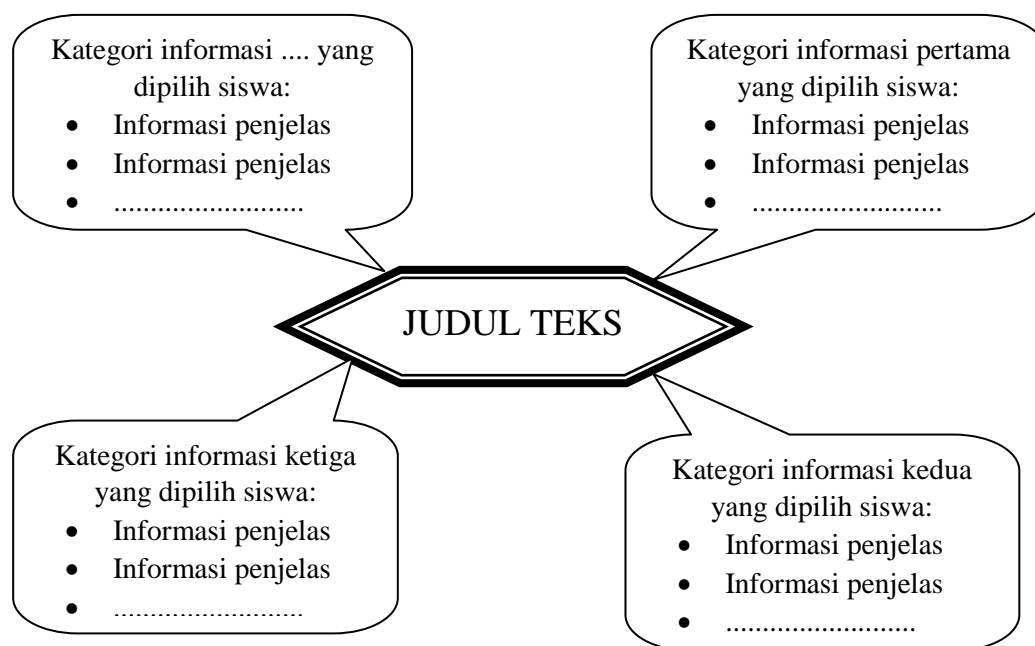 Kategori informasi .... yang
dipilih siswa:
• Informasi penjelas
• Informasi penjelas
• ..........................
Kategori informasi pertama
yang dipilih siswa:
• Informasi penjelas
• Informasi penjelas
• ..........................
JUDUL TEKS
Kategori informasi ketiga
yang dipilih siswa:
• Informasi penjelas
• Informasi penjelas
• ..........................
Kategori informasi kedua
yang dipilih siswa:
• Informasi penjelas
• Informasi penjelas
• ..........................